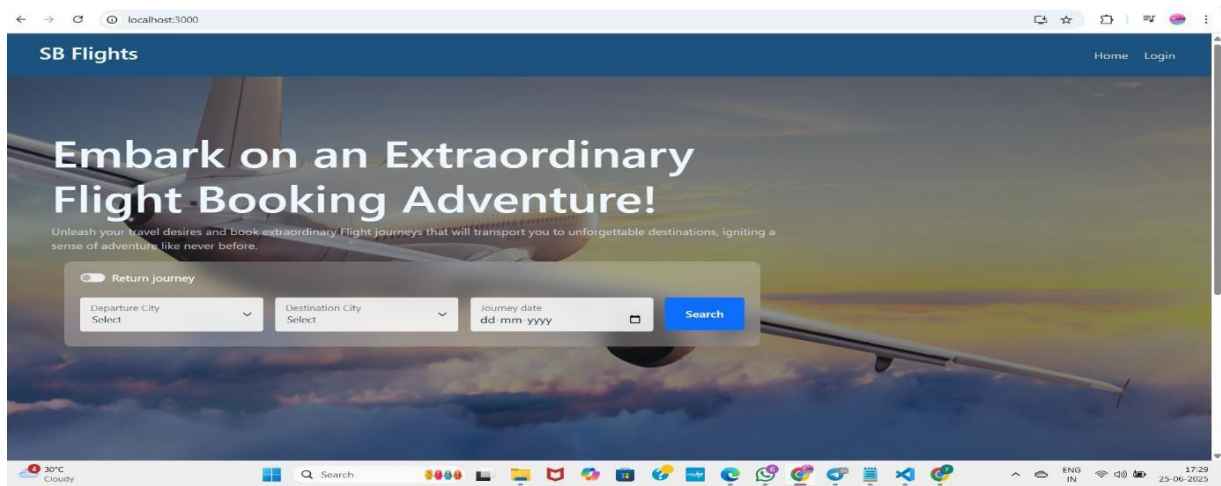 localhost:3000
SB Flights
Home Login
Embark on an Extraordinary
Flight Booking Adventure!
Unleash your travel desires and book extraordinary Flight journeys that will transport you to unforgettable destinations, igniting a
sense of adventure like never before.
Return journey
Departure City
Select
Destination City
Select
Journey date
dd-mm-yyyy
Search
4
30°C
Cloudy
Search
ENG
IN
17:29
25-06-2025